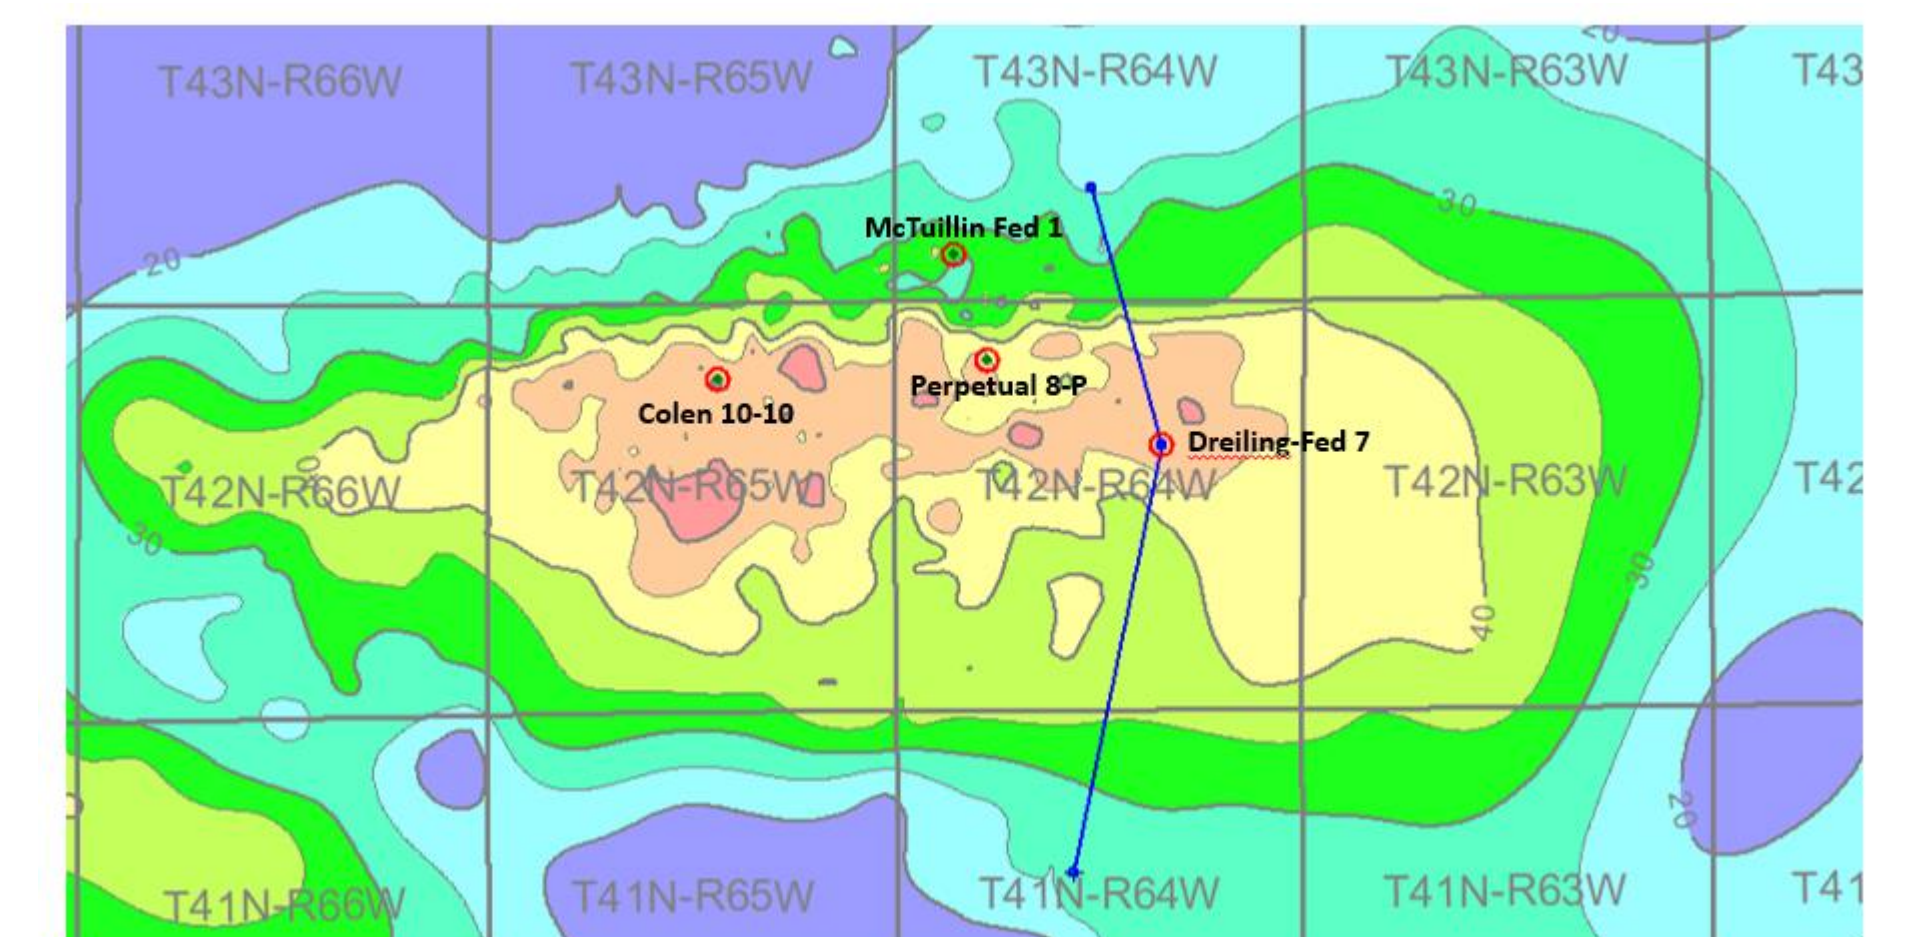 T43N-R66W
T43N-R65W
T43N-R64W
T43N-R63W
T43
20
30
20
McTuillin Fed 1
Perpetual 8-P
Colen 10-10
Dreiling-Fed 7
T42N-R66W
T42N-R65W
T42N-R64W
T42N-R63W
T42
30
30
40
20
T41N-R66W
T41N-R65W
T41N-R64W
T41N-R63W
T41